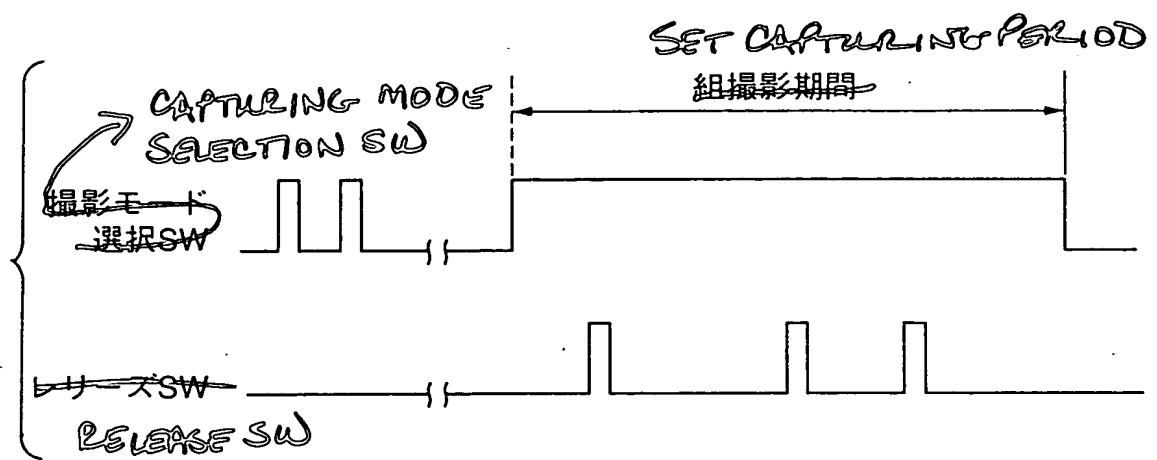 SET CAPTURING PERIOD
組撮影期間
CAPTURING MODE
SELECTION SW
撮影モード
選択SW
レリーズSW
RELEASE SW